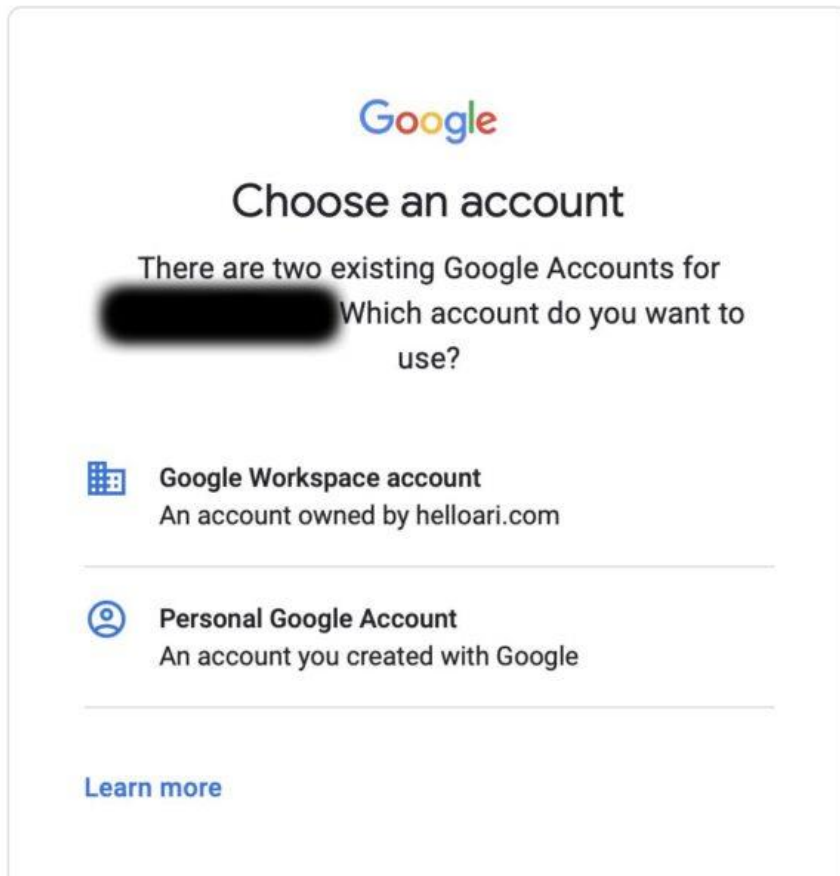 Google
Choose an account
There are two existing Google Accounts for
Which account do you want to
use?
Google Workspace account
An account owned by helloari.com
Personal Google Account
An account you created with Google
Learn more